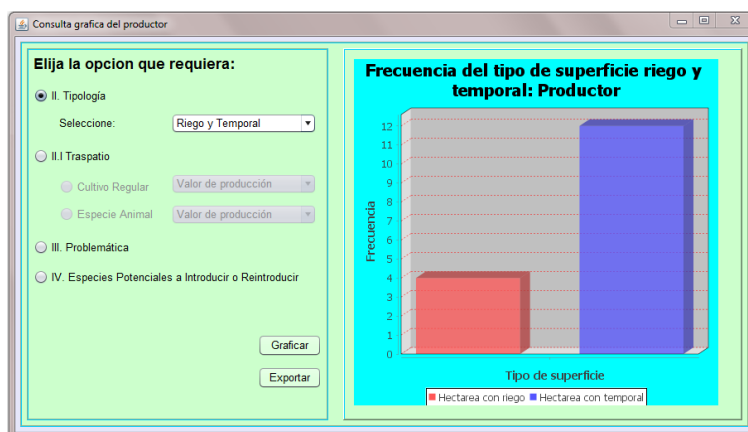 Consulta grafica del productor
Elija la opcion que requiera:
II. Tipología
Seleccione: Riego y Temporal
II.I Traspatio
Cultivo Regular Valor de producción
Especie Animal Valor de producción
III. Problemática
IV. Especies Potenciales a Introducir o Reintroducir
Graficar
Exportar
Frecuencia del tipo de superficie riego y
temporal: Productor
12
11
10
9
8
7
6
5
4
3
2
1
0
Frecuencia
Tipo de superficie
Hectarea con riego Hectarea con temporal